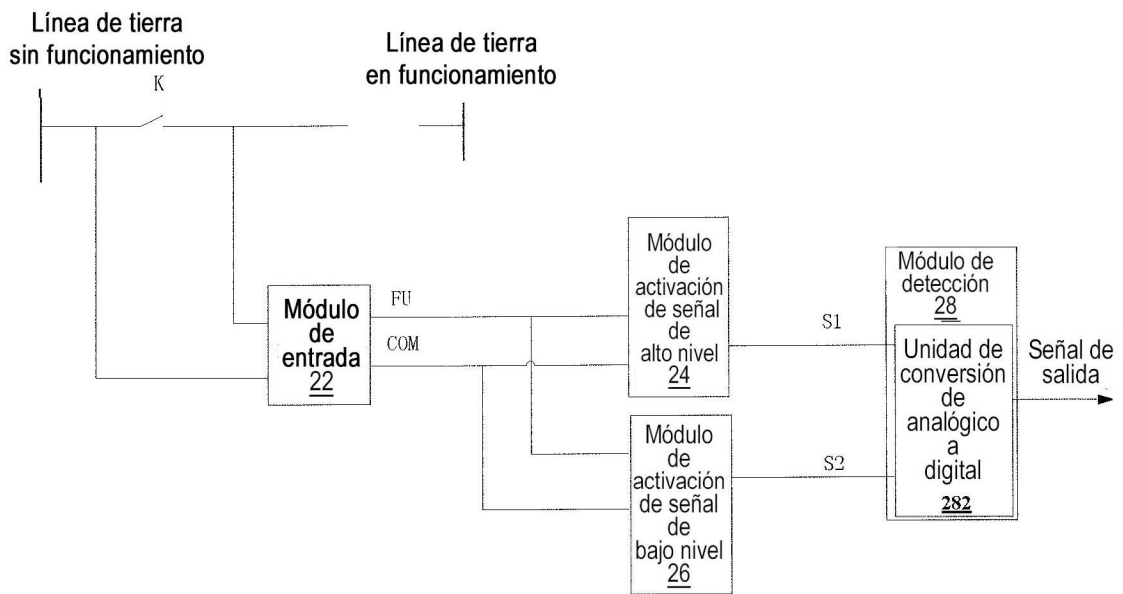 Línea de tierra
sin funcionamiento
Línea de tierra
en funcionamiento
K
Módulo
de
entrada
22
FU
COM
Módulo
de
activación
de señal
de
alto nivel
24
Módulo
de
activación
de señal
de
bajo nivel
26
S1
S2
Módulo de
detección
28
Unidad de
conversión
de
analógico
a
digital
282
Señal de
salida